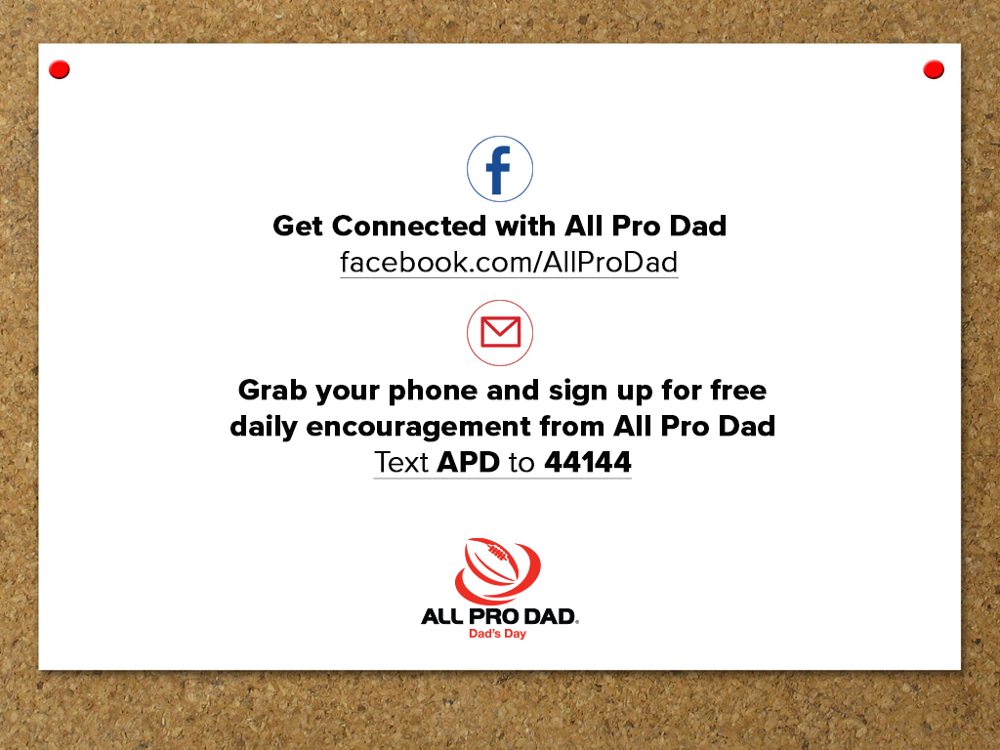 Get Connected with All Pro Dad
facebook.com/AllProDad
Grab your phone and sign up for free
daily encouragement from All Pro Dad
Text APD to 44144
ALL PRO DAD®
Dad's Day